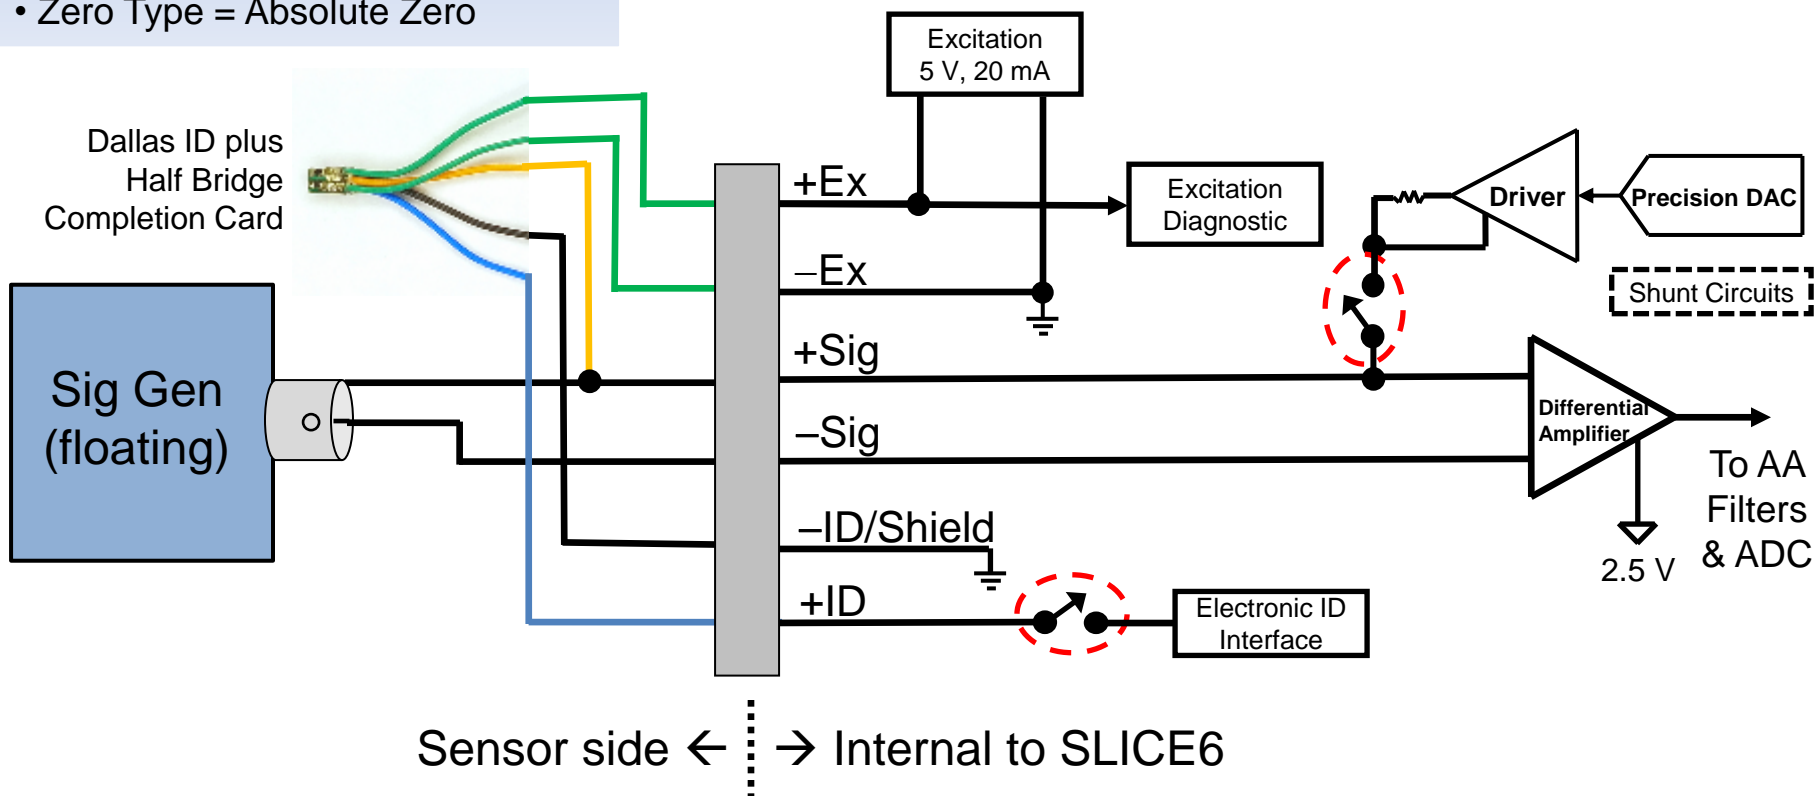 • Zero Type = Absolute Zero
Excitation
5 V, 20 mA
Dallas ID plus
Half Bridge
Completion Card
+Ex
Excitation
Diagnostic
Driver
Precision DAC
–Ex
Shunt Circuits
+Sig
Sig Gen
(floating)
Differential
Amplifier
–Sig
To AA
Filters
& ADC
2.5 V
–ID/Shield
+ID
Electronic ID
Interface
Sensor side ← → Internal to SLICE6